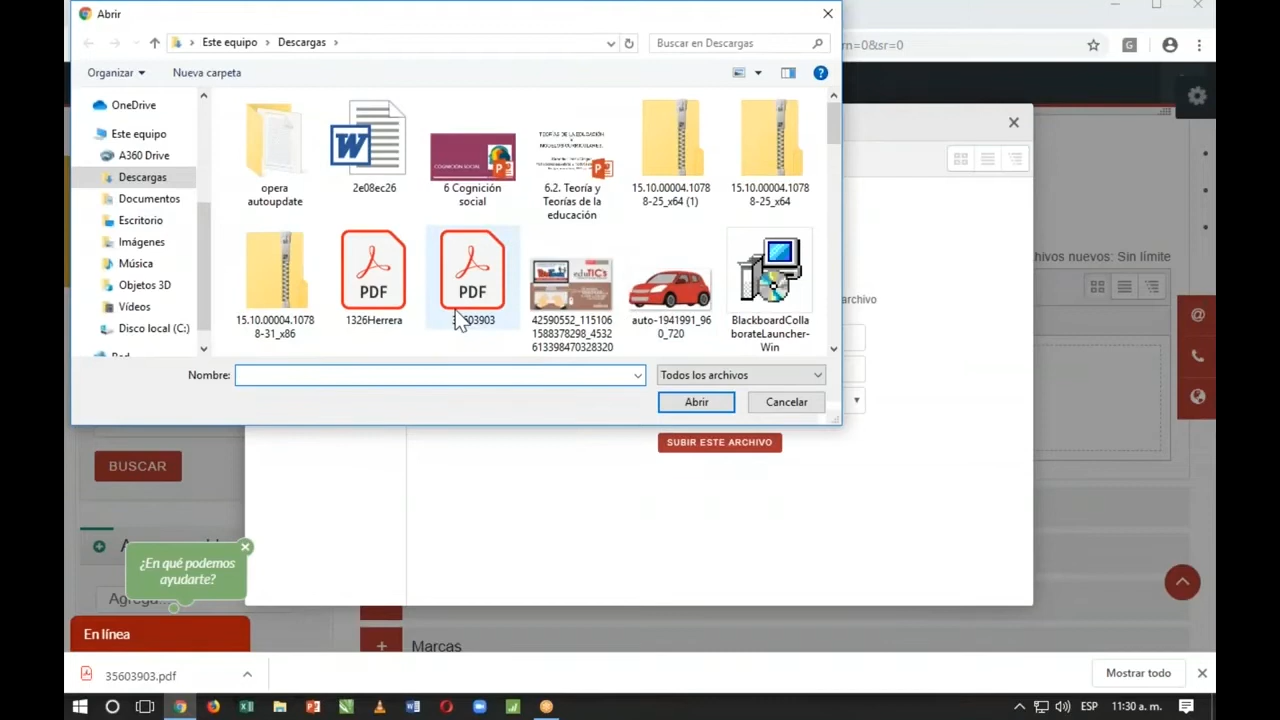 Abrir
Este equipo
Descargas
Buscar en Descargas
rn=0&sr=0
Organizar
Nueva carpeta
OneDrive
Este equipo
A360 Drive
Descargas
Documentos
Escritorio
Imágenes
Música
Objetos 3D
Vídeos
Disco local (C:)
opera
autoupdate
2e08ec26
6 Cognición
social
6.2. Teoría y
Teorías de la
educación
15.10.00004.1078
8-25_x64 (1)
15.10.00004.1078
8-25_x64
15.10.00004.1078
8-31_x86
PDF
1326Herrera
PDF
42590552_115106
1588378298_4532
613398470328320
auto-1941991_96
0_720
BlackboardColla
borateLauncher-
Win
Nombre:
Todos los archivos
Abrir
Cancelar
chivos nuevos: Sin límite
archivo
SUBIR ESTE ARCHIVO
BUSCAR
¿En qué podemos
ayudarte?
Agrega...
En línea
Marcas
35603903.pdf
Mostrar todo
ESP
11:30 a. m.